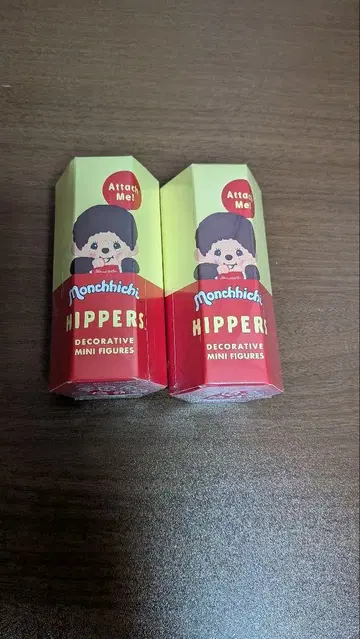 Attach
Me!
Monchhichi
HIPPERS
DECORATIVE
MINI FIGURES
Attach
Me!
Monchhichi
HIPPERS
DECORATIVE
MINI FIGURES